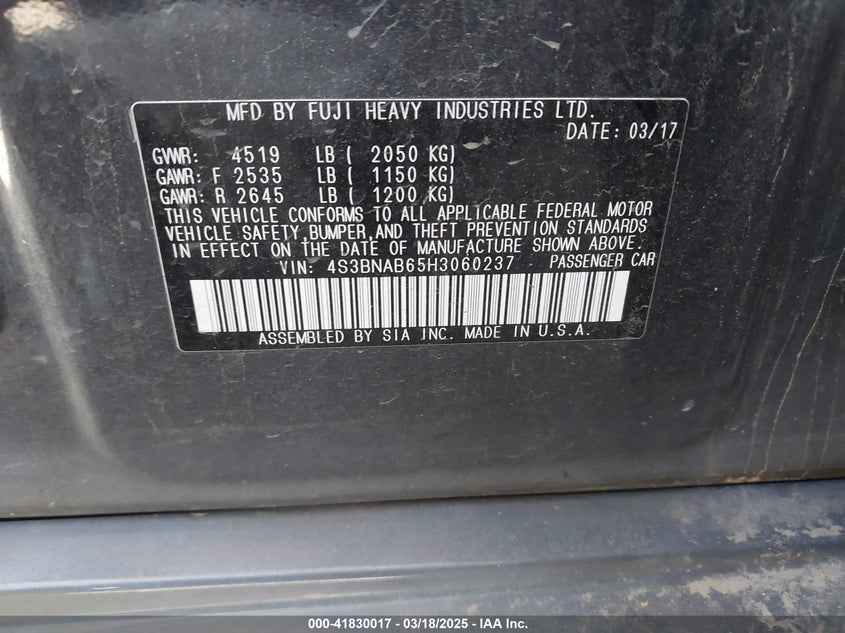 MFD BY FUJI HEAVY INDUSTRIES LTD.
DATE: 03/17
GVWR: 4519 LB ( 2050 KG)
GAWR: F 2535 LB ( 1150 KG)
GAWR: R 2645 LB ( 1200 KG)
THIS VEHICLE CONFORMS TO ALL APPLICABLE FEDERAL MOTOR
VEHICLE SAFETY,BUMPER,AND THEFT PREVENTION STANDARDS
IN EFFECT ON THE DATE OF MANUFACTURE SHOWN ABOVE.
VIN: 4S3BNAB65H3060237 PASSENGER CAR
ASSEMBLED BY SIA INC. MADE IN U.S.A.
000-41830017 - 03/18/2025 - IAA Inc.